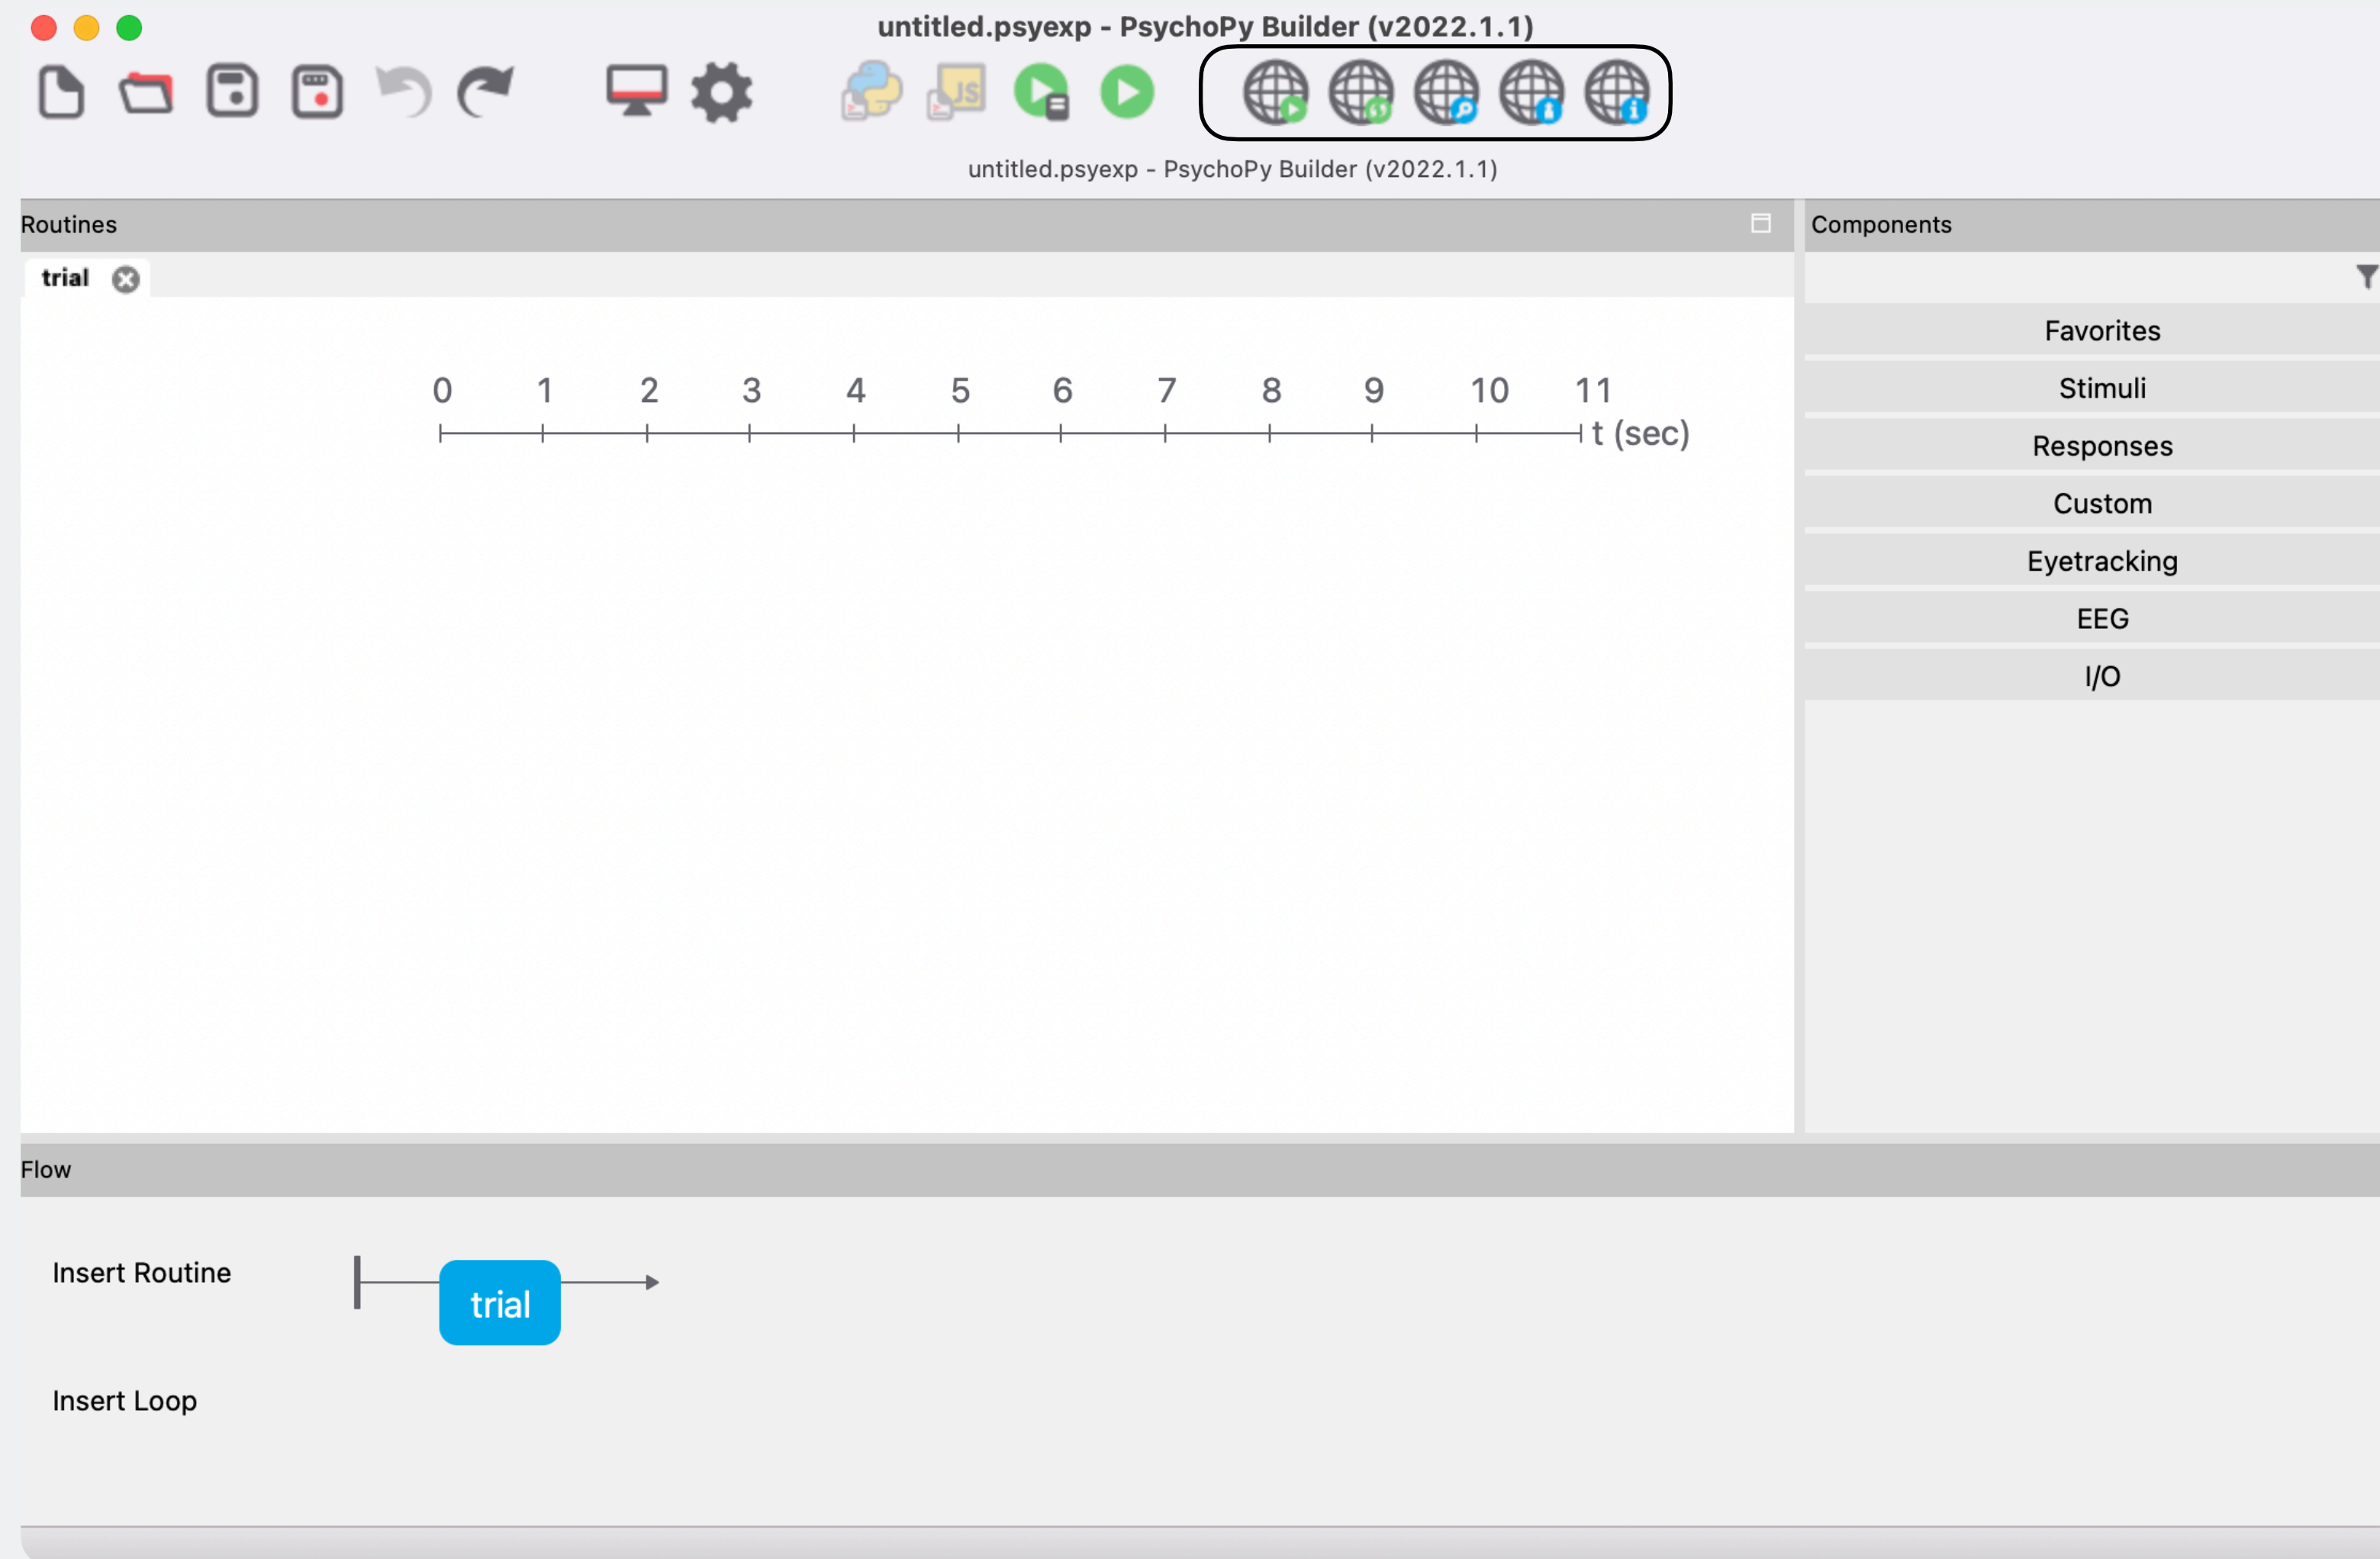 untitled.psyexp - PsychoPy Builder (v2022.1.1)
JS
untitled.psyexp - PsychoPy Builder (v2022.1.1)
Routines
Components
trial
Favorites
0 1 2 3 4 5 6 7 8 9 10 11
Stimuli
t (sec)
Responses
Custom
Eyetracking
EEG
I/O
Flow
Insert Routine
trial
Insert Loop